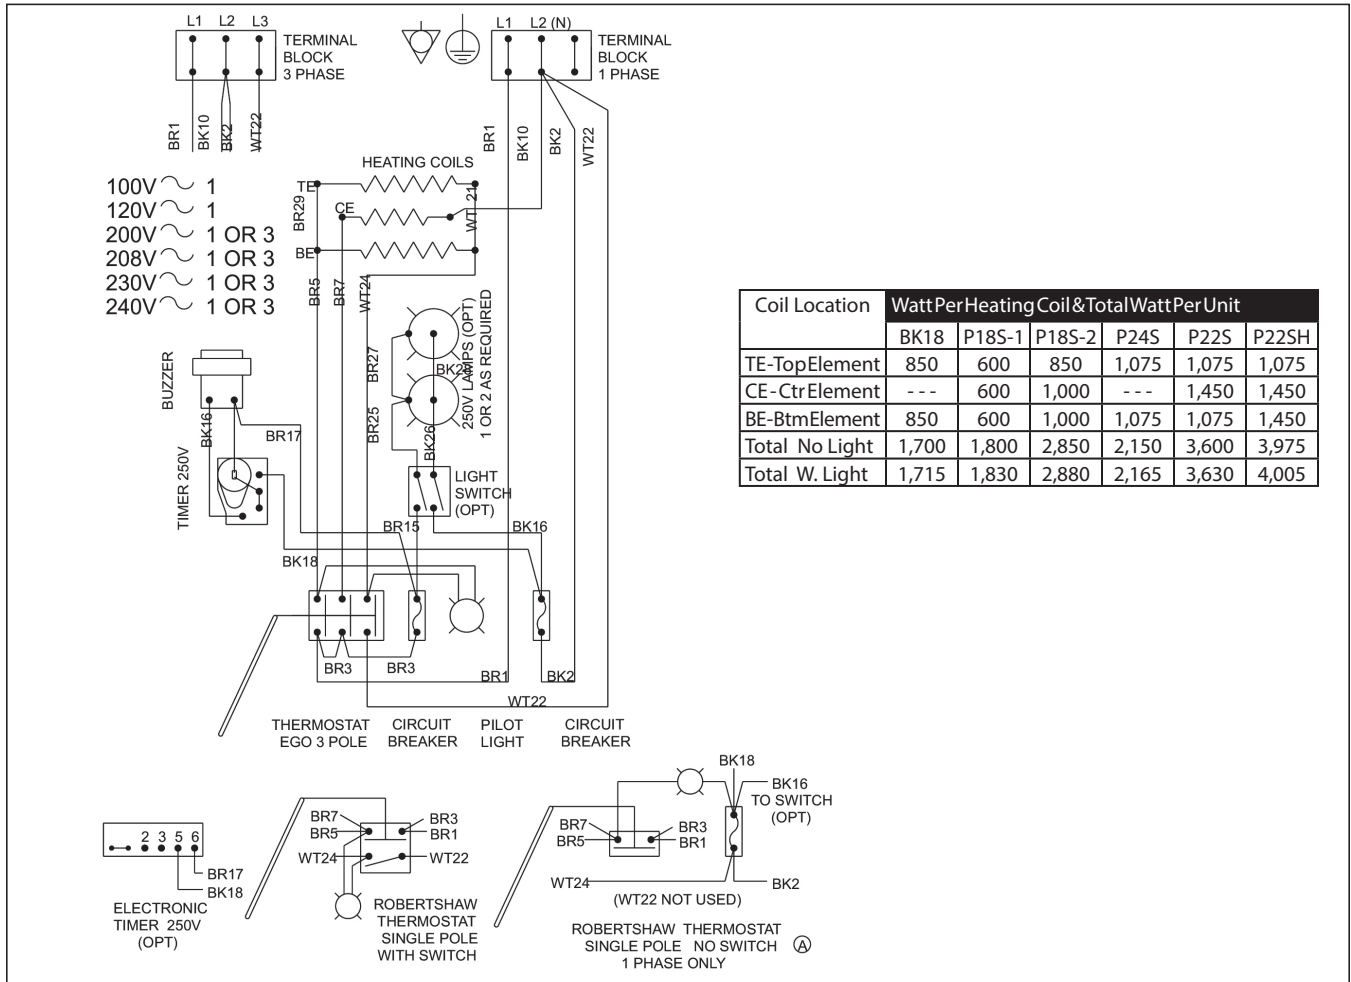 L1 L2 L3
TERMINAL
BLOCK
3 PHASE
L1 L2 (N)
TERMINAL
BLOCK
1 PHASE
BR1
BK10
BK2
WT22
BR1
BK10
BK2
WT22
HEATING COILS
100V 1
120V 1
200V 1 OR 3
208V 1 OR 3
230V 1 OR 3
240V 1 OR 3
TE
CE
BE
BR29
WT 21
BR5
BR7
WT24
BUZZER
BK16
BR17
TIMER 250V
BK18
BR27
BK28
BR25
BK26
250V LAMPS (OPT)
1 OR 2 AS REQUIRED
LIGHT
SWITCH
(OPT)
BR15
BK16
BR3
BR3
BR1
BK2
WT22
THERMOSTAT
EGO 3 POLE
CIRCUIT
BREAKER
PILOT
LIGHT
CIRCUIT
BREAKER
Coil Location Watt Per Heating Coil & Total Watt Per Unit
BK18 P18S-1 P18S-2 P24S P22S P22SH
TE-Top Element 850 600 850 1,075 1,075 1,075
CE-Ctr Element --- 600 1,000 --- 1,450 1,450
BE-Btm Element 850 600 1,000 1,075 1,075 1,450
Total No Light 1,700 1,800 2,850 2,150 3,600 3,975
Total W. Light 1,715 1,830 2,880 2,165 3,630 4,005
2 3 5 6
BR17
BK18
ELECTRONIC
TIMER 250V
(OPT)
BR7
BR5
WT24
BR3
BR1
WT22
ROBERTSHAW
THERMOSTAT
SINGLE POLE
WITH SWITCH
BK18
BK16
TO SWITCH
(OPT)
BR7
BR5
BR3
BR1
WT24
BK2
(WT22 NOT USED)
ROBERTSHAW THERMOSTAT
SINGLE POLE NO SWITCH A
1 PHASE ONLY